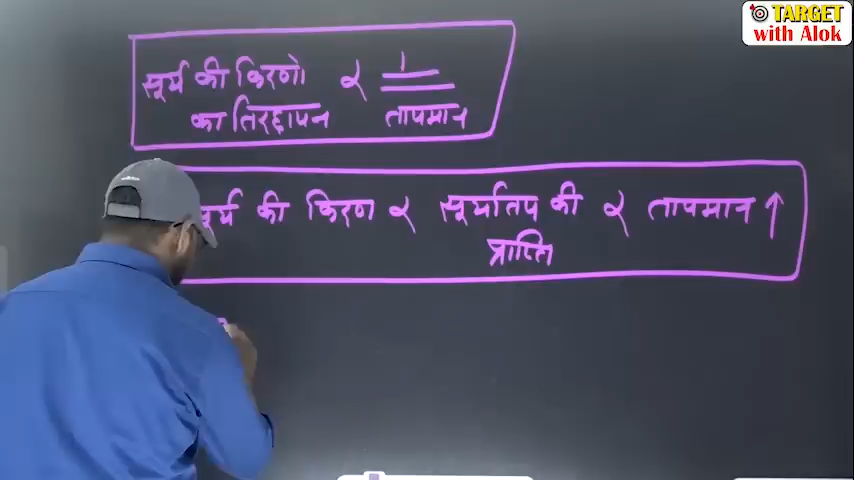 TARGET
with Alok
सूर्य की किरणो ∝ 1
का तिरछापन तापमान
सूर्य की किरण ∝ सूर्यातप की ∝ तापमान ↑
प्राप्ति